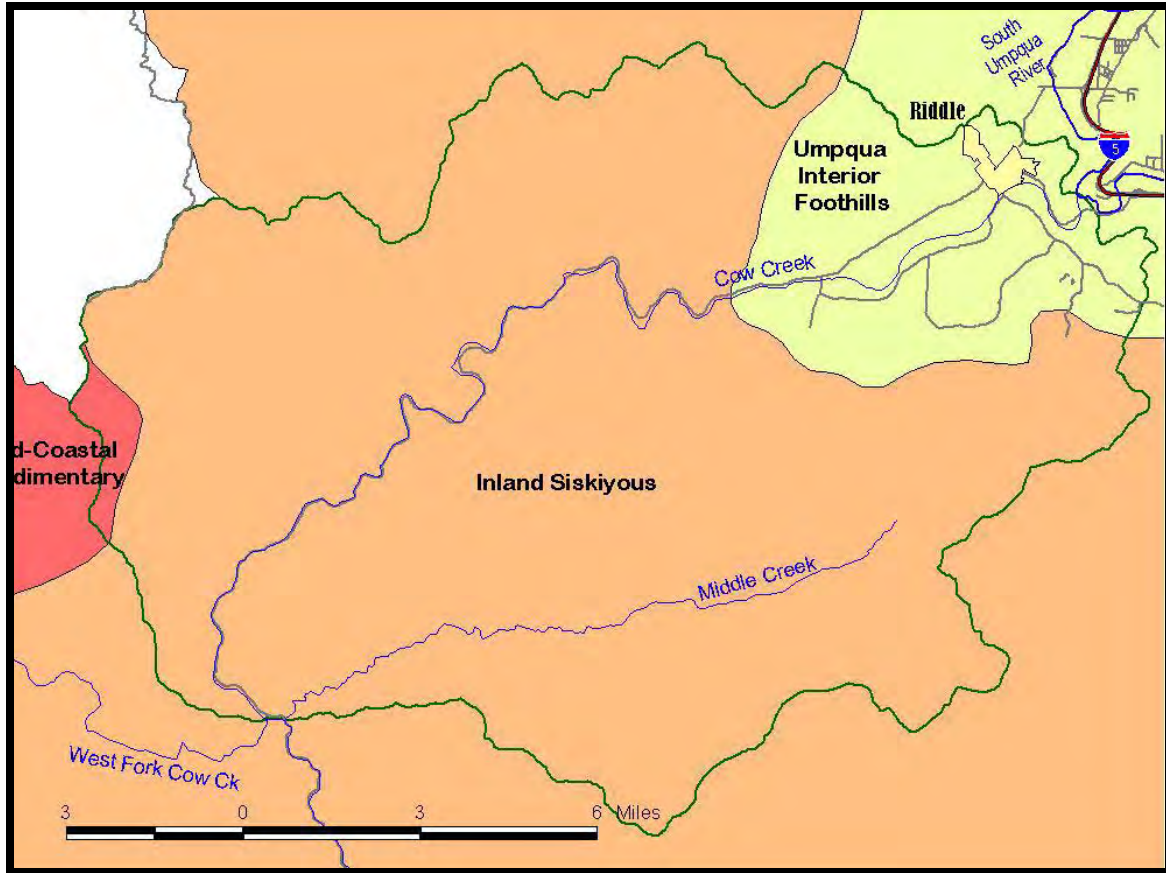 South
Umpqua
River
Riddle
5
Umpqua
Interior
Foothills
Cow Creek
d-Coastal
dimentary
Inland Siskiyous
Middle Creek
West Fork Cow Ck
3 0 3 6 Miles